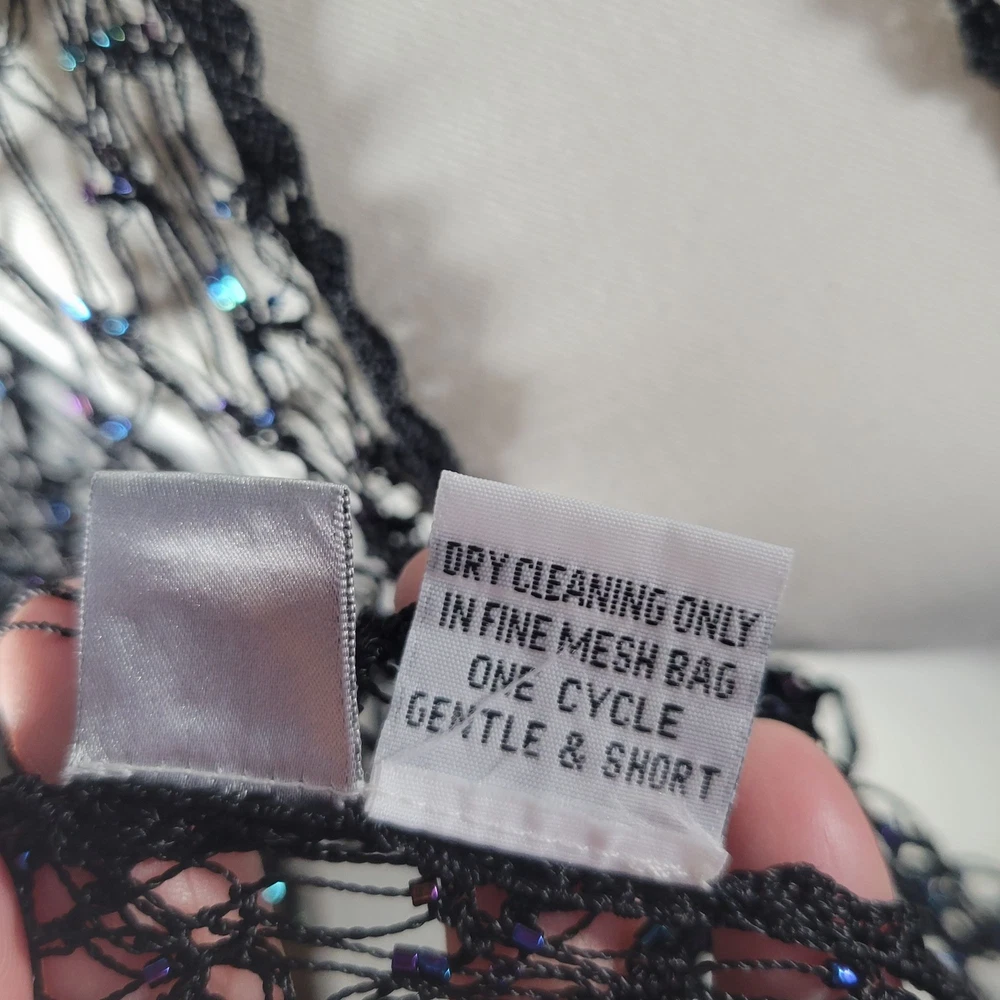 DRY CLEANING ONLY
IN FINE MESH BAG
ONE CYCLE
GENTLE & SHORT